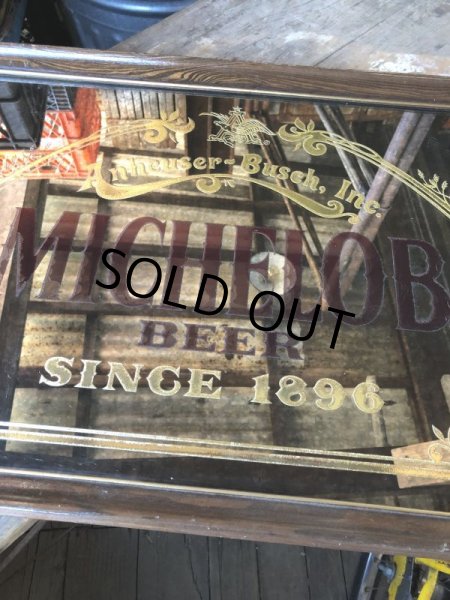 Anheuser-Busch, Inc.
MICHELOB
SOLD OUT
BEER
SINCE 1896